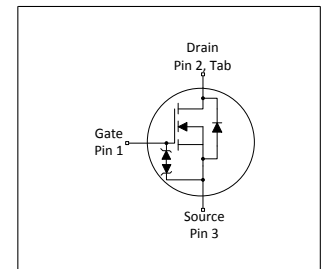 Drain
Pin 2, Tab
Gate
Pin 1
Source
Pin 3